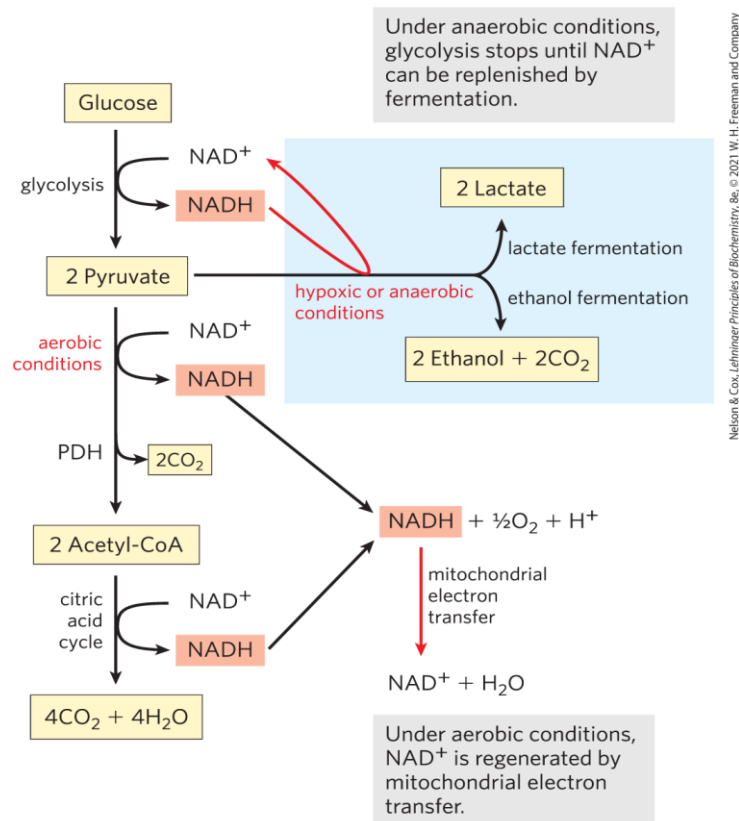 Under anaerobic conditions,
glycolysis stops until NAD⁺
can be replenished by
fermentation.
Glucose
glycolysis
NAD⁺
NADH
2 Pyruvate
2 Lactate
lactate fermentation
hypoxic or anaerobic
conditions
ethanol fermentation
2 Ethanol + 2CO₂
aerobic
conditions
NAD⁺
NADH
PDH
2CO₂
2 Acetyl-CoA
NADH + ½O₂ + H⁺
citric
acid
cycle
NAD⁺
NADH
mitochondrial
electron
transfer
4CO₂ + 4H₂O
NAD⁺ + H₂O
Under aerobic conditions,
NAD⁺ is regenerated by
mitochondrial electron
transfer.
Nelson & Cox, Lehninger Principles of Biochemistry, 8e, © 2021 W. H. Freeman and Company